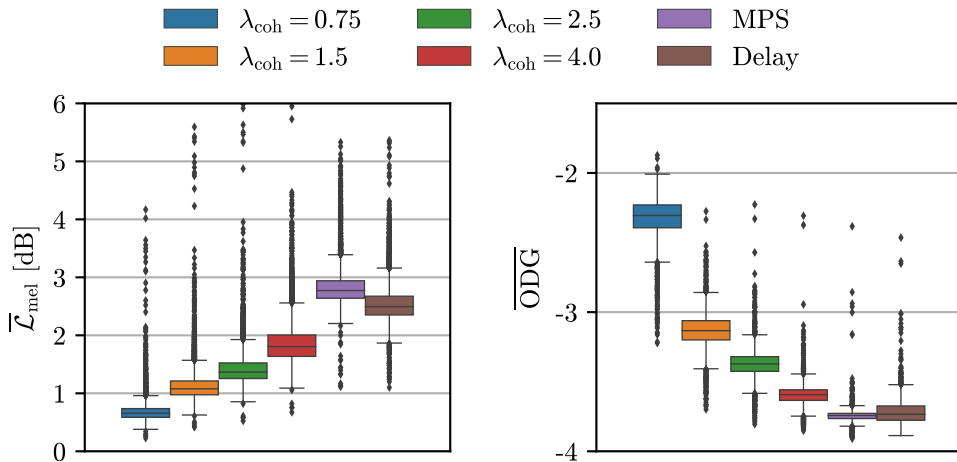 λcoh = 0.75 λcoh = 2.5 MPS
λcoh = 1.5 λcoh = 4.0 Delay
6
5
4
3
2
1
0
L̅mel [dB]
-2
-3
-4
O̅D̅G̅